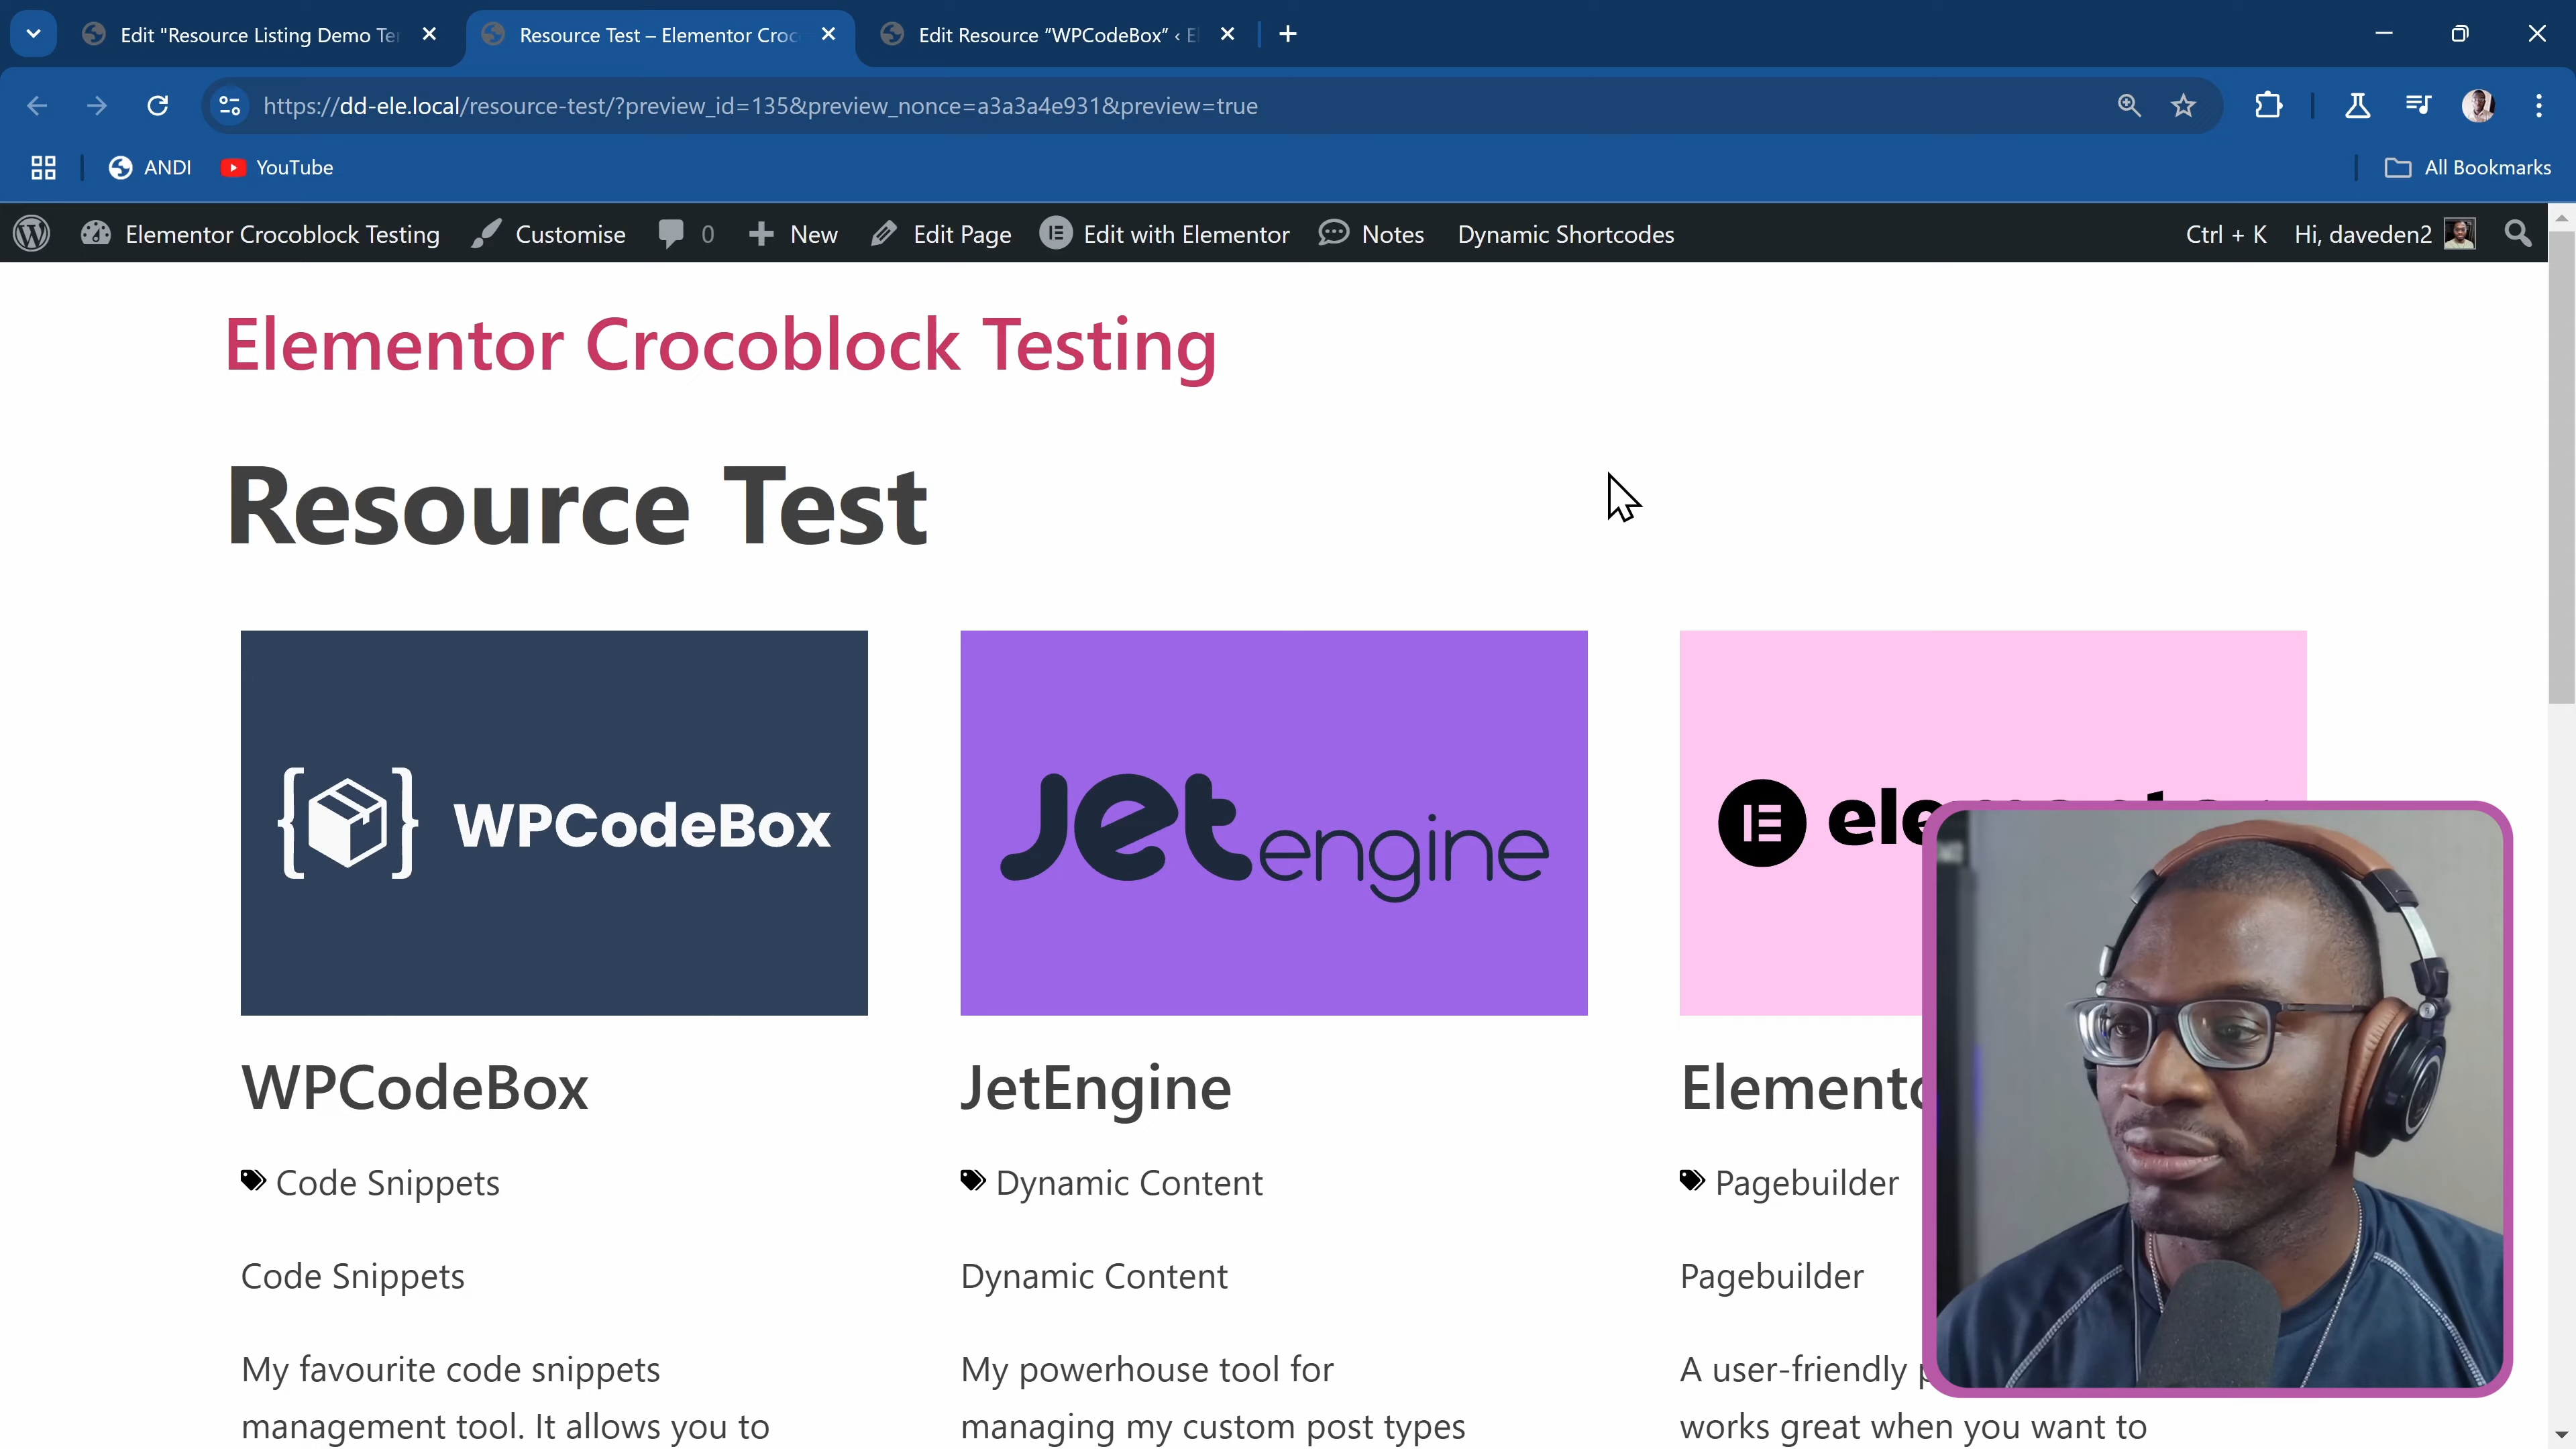 Edit "Resource Listing Demo Ter
Resource Test – Elementor Croc
Edit Resource “WPCodeBox” ‹ El
https://dd-ele.local/resource-test/?preview_id=135&preview_nonce=a3a3a4e931&preview=true
ANDI
YouTube
All Bookmarks
Elementor Crocoblock Testing
Customise
0
New
Edit Page
Edit with Elementor
Notes
Dynamic Shortcodes
Ctrl + K
Hi, daveden2
Elementor Crocoblock Testing
Resource Test
WPCodeBox
Jet engine
WPCodeBox
JetEngine
Elemento
Code Snippets
Dynamic Content
Pagebuilder
Code Snippets
Dynamic Content
Pagebuilder
My favourite code snippets
management tool. It allows you to
My powerhouse tool for
managing my custom post types
A user-friendly
works great when you want to